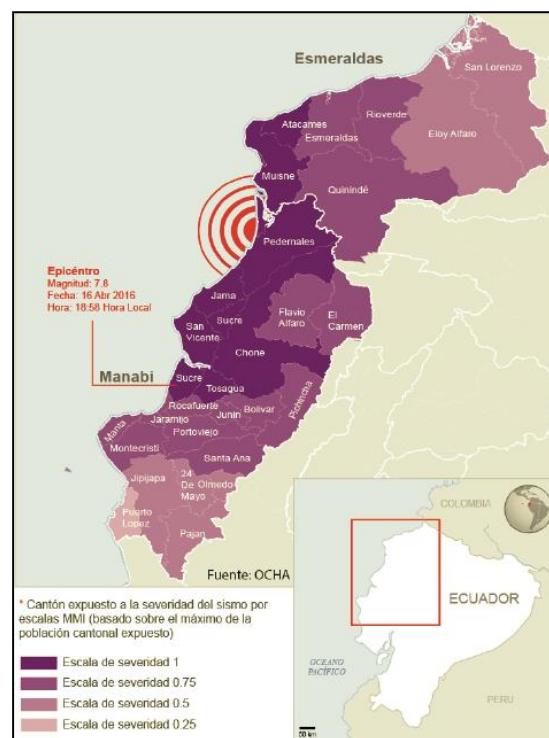 Esmeraldas
San Lorenzo
Rioverde
Atacames
Esmeraldas
Eloy Alfaro
Muisne
Quinindé
Pedernales
Epicéntro
Magnitud: 7.8
Fecha: 16 Abr 2016
Hora: 18:58 Hora Local
Jama
Sucre
Flavio
Alfaro
El
Carmen
San
Vicente
Chone
Manabi
Sucre
Tosagua
Pichincha
Rocafuerte
Jaramijo
Junin
Bolivar
Manta
Portoviejo
Montecristi
Santa Ana
Jipijapa
24
De
Mayo
Olmedo
Puerto
Lopez
Pajan
Fuente: OCHA
COLOMBIA
ECUADOR
OCEANO
PACÍFICO
PERU
50 km
* Cantón expuesto a la severidad del sismo por
escalas MMI (basado sobre el máximo de la
población cantonal expuesto)
Escala de severidad 1
Escala de severidad 0.75
Escala de severidad 0.5
Escala de severidad 0.25